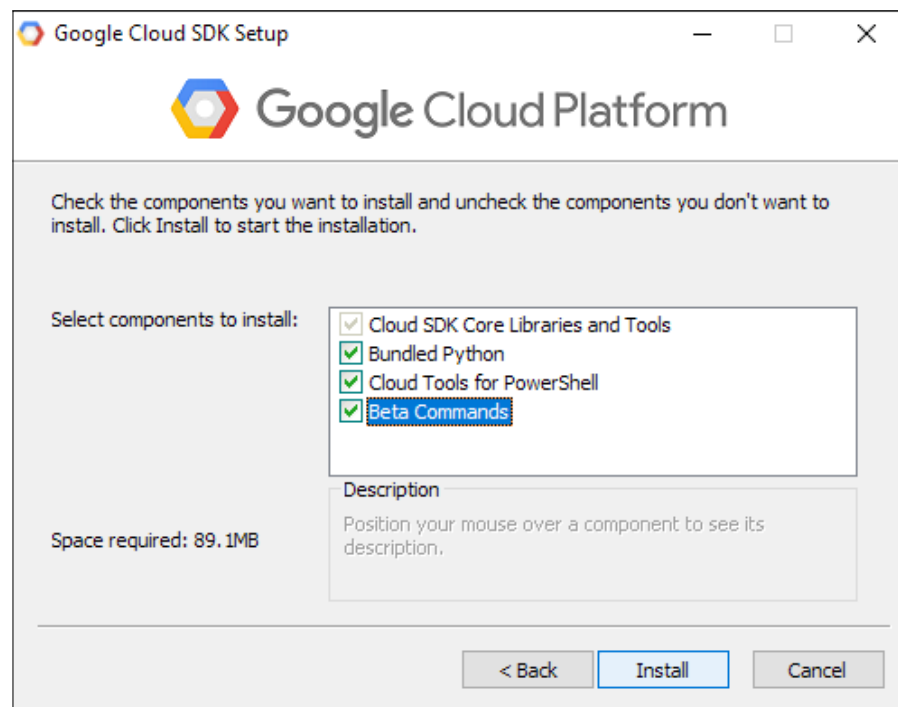 Google Cloud SDK Setup
Google Cloud Platform
Check the components you want to install and uncheck the components you don't want to
install. Click Install to start the installation.
Select components to install:
Cloud SDK Core Libraries and Tools
Bundled Python
Cloud Tools for PowerShell
Beta Commands
Description
Position your mouse over a component to see its
description.
Space required: 89.1MB
< Back
Install
Cancel